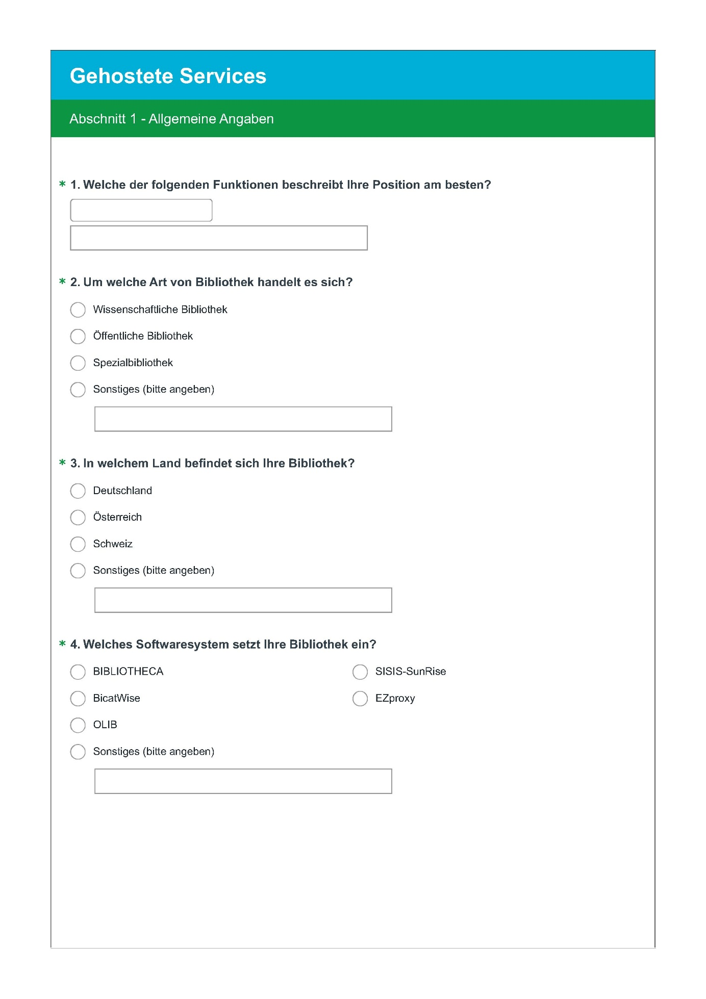 Gehostete Services
Abschnitt 1 - Allgemeine Angaben
* 1. Welche der folgenden Funktionen beschreibt Ihre Position am besten?
* 2. Um welche Art von Bibliothek handelt es sich?
Wissenschaftliche Bibliothek
Öffentliche Bibliothek
Spezialbibliothek
Sonstiges (bitte angeben)
* 3. In welchem Land befindet sich Ihre Bibliothek?
Deutschland
Österreich
Schweiz
Sonstiges (bitte angeben)
* 4. Welches Softwaresystem setzt Ihre Bibliothek ein?
BIBLIOTHECA
SISIS-SunRise
BicatWise
EZproxy
OLIB
Sonstiges (bitte angeben)